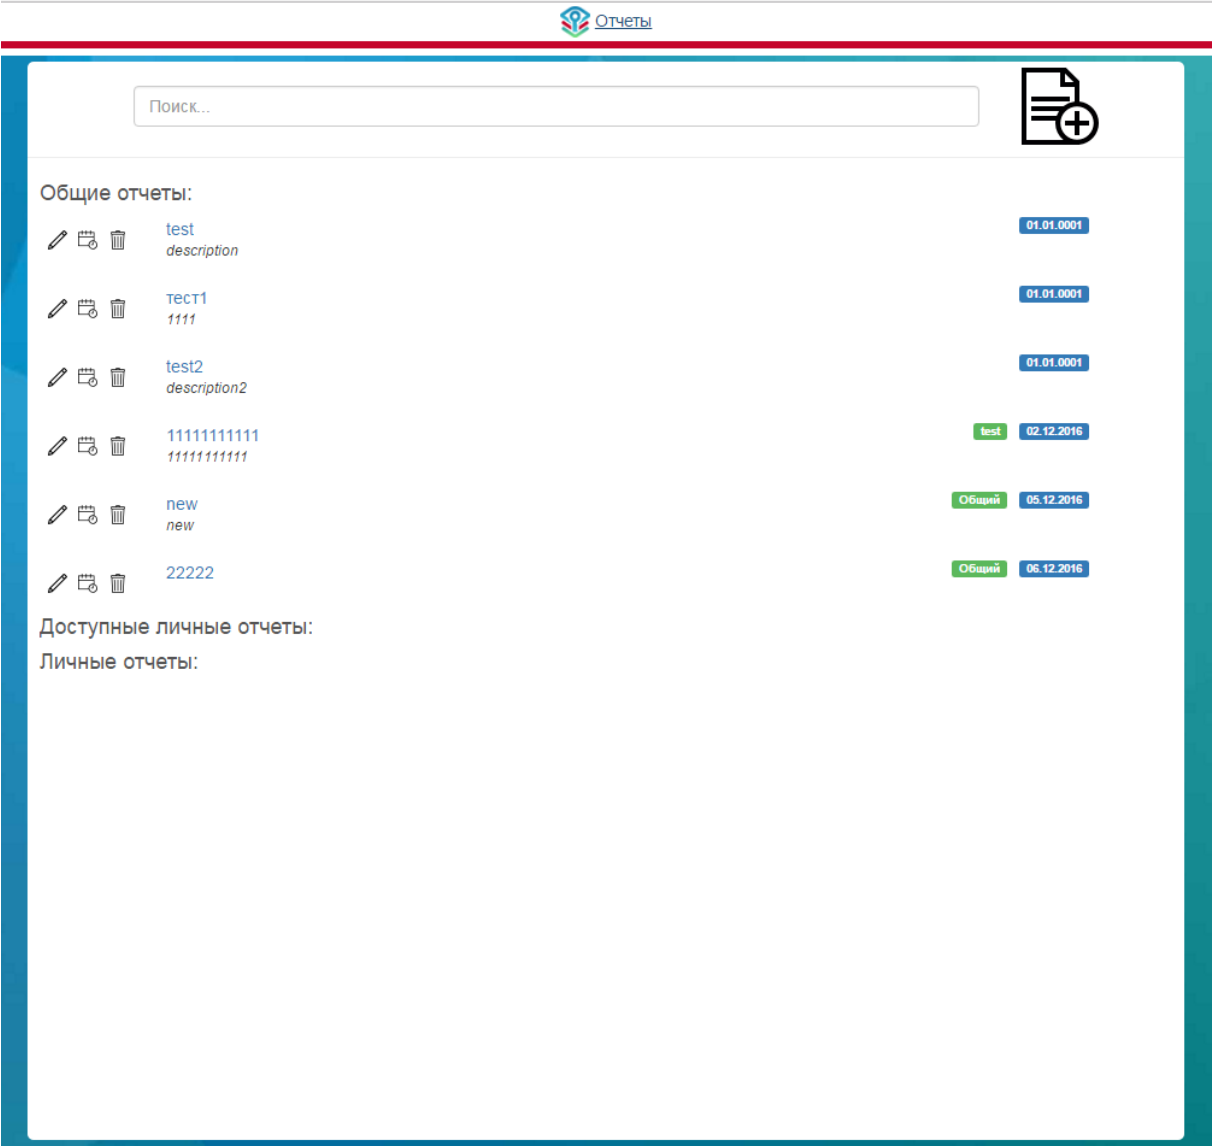 Отчеты
Поиск...
Общие отчеты:
test 01.01.0001
description
тест1 01.01.0001
1111
test2 01.01.0001
description2
11111111111 test 02.12.2016
11111111111
new Общий 05.12.2016
new
22222 Общий 06.12.2016
Доступные личные отчеты:
Личные отчеты: